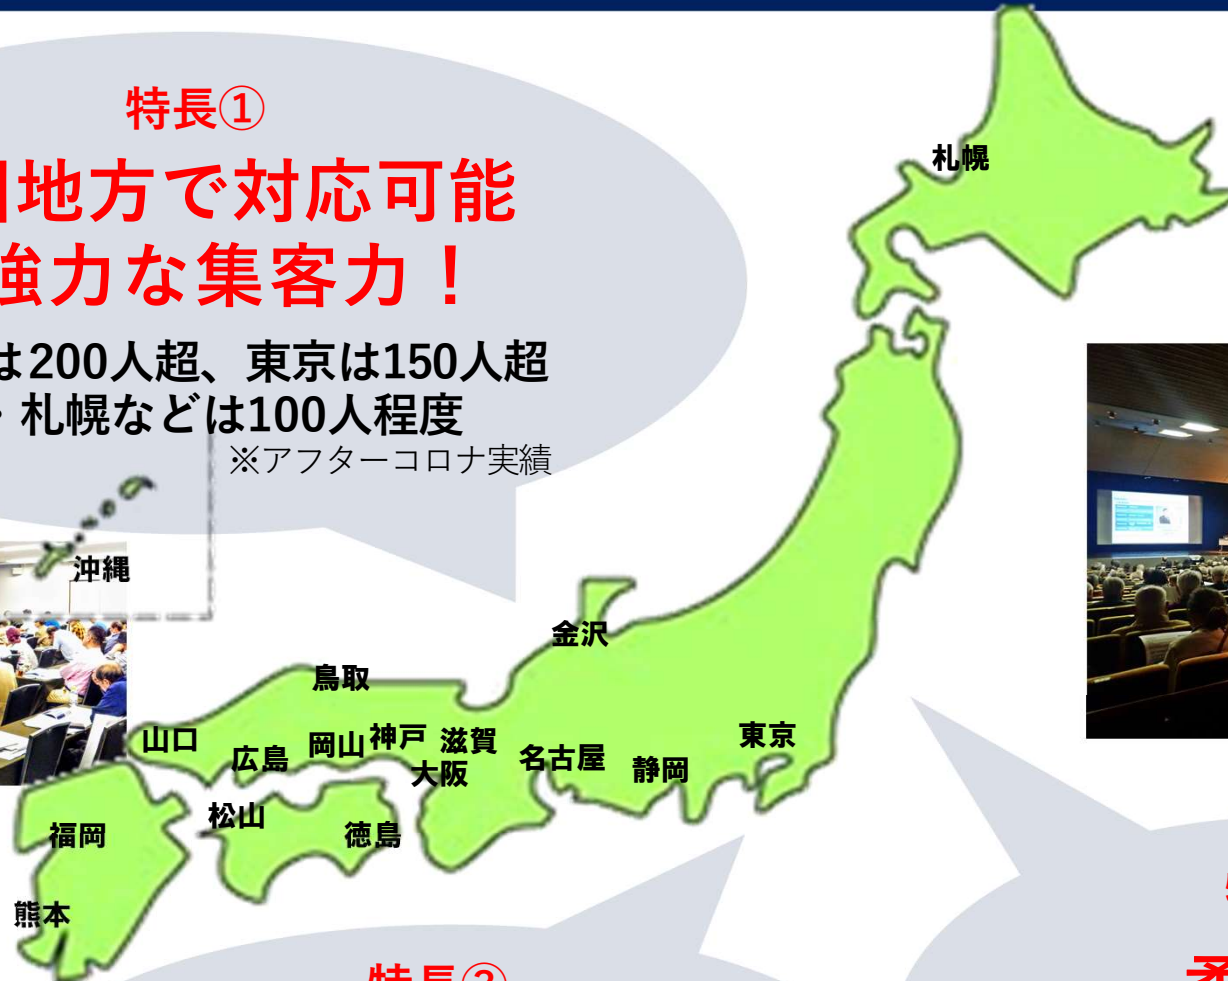 特長①
地方で対応可能
強力な集客力！
は200人超、東京は150人超
・札幌などは100人程度
※アフターコロナ実績
札幌
沖縄
金沢
鳥取
山口
広島
岡山
神戸
滋賀
大阪
名古屋
静岡
東京
松山
徳島
福岡
熊本